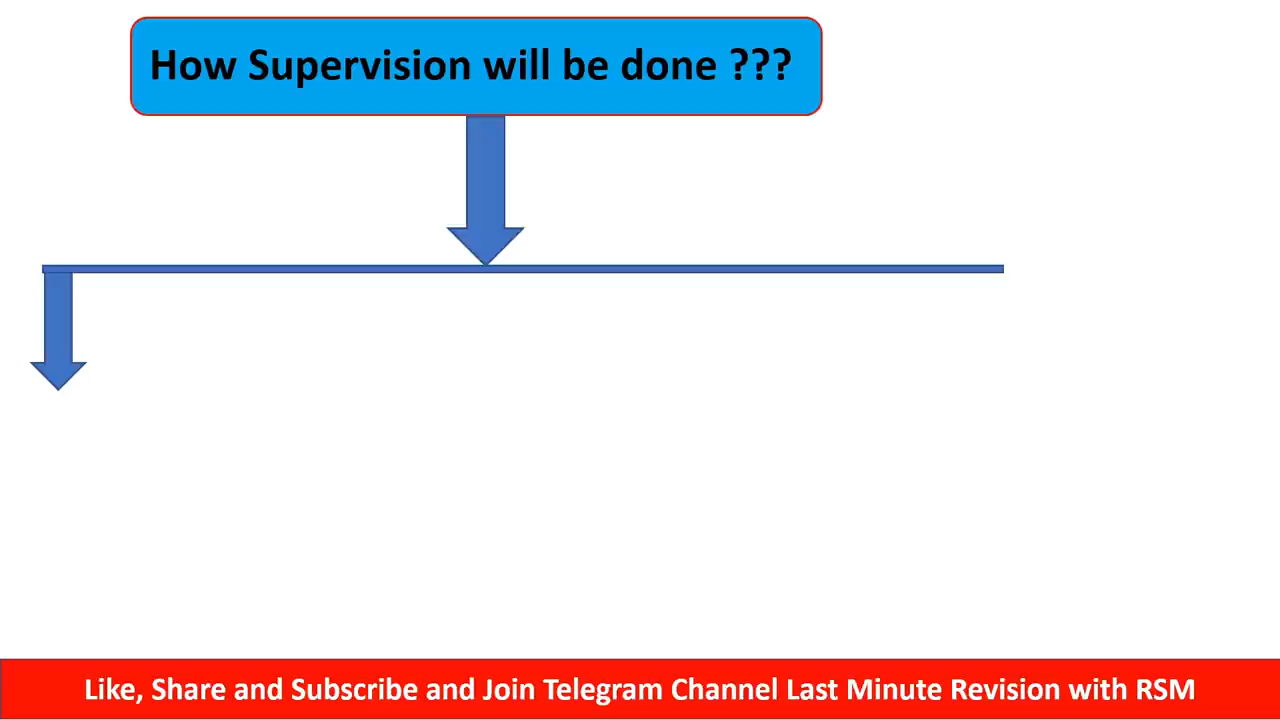 How Supervision will be done ???
Like, Share and Subscribe and Join Telegram Channel Last Minute Revision with RSM